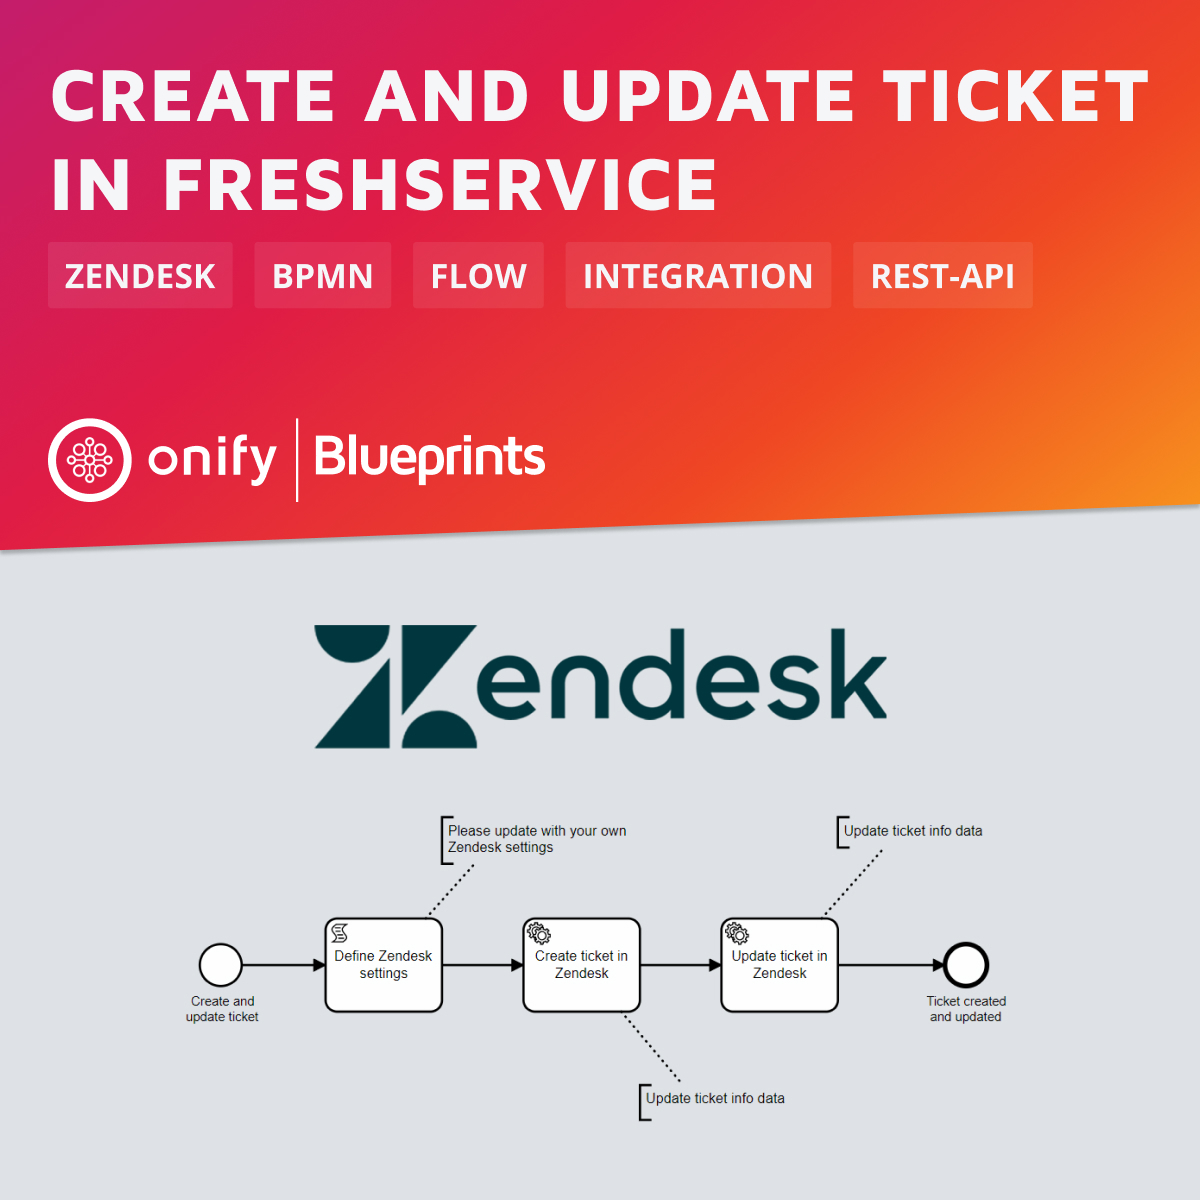 CREATE AND UPDATE TICKET
IN FRESHSERVICE
ZENDESK BPMN FLOW INTEGRATION REST-API
onify Blueprints
Zendesk
Please update with your own
Zendesk settings
Update ticket info data
Define Zendesk
settings
Create ticket in
Zendesk
Update ticket in
Zendesk
Create and
update ticket
Ticket created
and updated
Update ticket info data